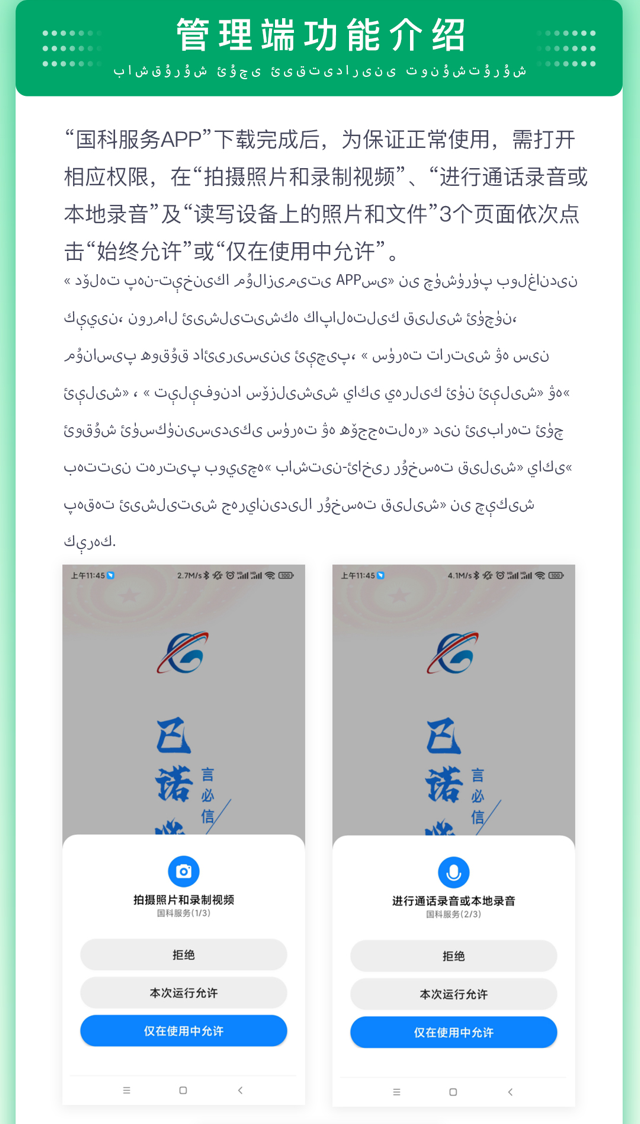 管理端功能介绍
باشقۇرۇش ئۇچى ئىقتىدارىنى تونۇشتۇرۇش
“国科服务APP”下载完成后，为保证正常使用，需打开
相应权限，在“拍摄照片和录制视频”、“进行通话录音或
本地录音”及“读写设备上的照片和文件”3个页面依次点
击“始终允许”或“仅在使用中允许”。
« دۆلەت پەن-تېخنىكا مۇلازىمىتى APPسى» نى چۈشۈرۈپ بولغاندىن
كېيىن، نورمال ئىشلىتىشكە كاپالەتلىك قىلىش ئۈچۈن،
مۇناسىپ ھوقۇق دائىرىسىنى ئېچىپ، « سۈرەت تارتىش ۋە سىن
ئېلىش» ، « تېلېفوندا سۆزلىشىش ياكى يەرلىك ئۈن ئېلىش» ۋە«
ئوقۇش ئۈسكۈنىسىدىكى سۈرەت ۋە ھۆججەتلەر» دىن ئىبارەت ئۈچ
بەتتىن تەرتىپ بويىچە« باشتىن-ئاخىر رۇخسەت قىلىش» ياكى«
پەقەت ئىشلىتىش جەريانىدىلا رۇخسەت قىلىش» نى چېكىش
كېرەك.
上午11:45 2.7M/s 100
已诺
言必信
拍摄照片和录制视频
国科服务(1/3)
拒绝
本次运行允许
仅在使用中允许
上午11:45 4.1M/s 100
已诺
言必信
进行通话录音或本地录音
国科服务(2/3)
拒绝
本次运行允许
仅在使用中允许